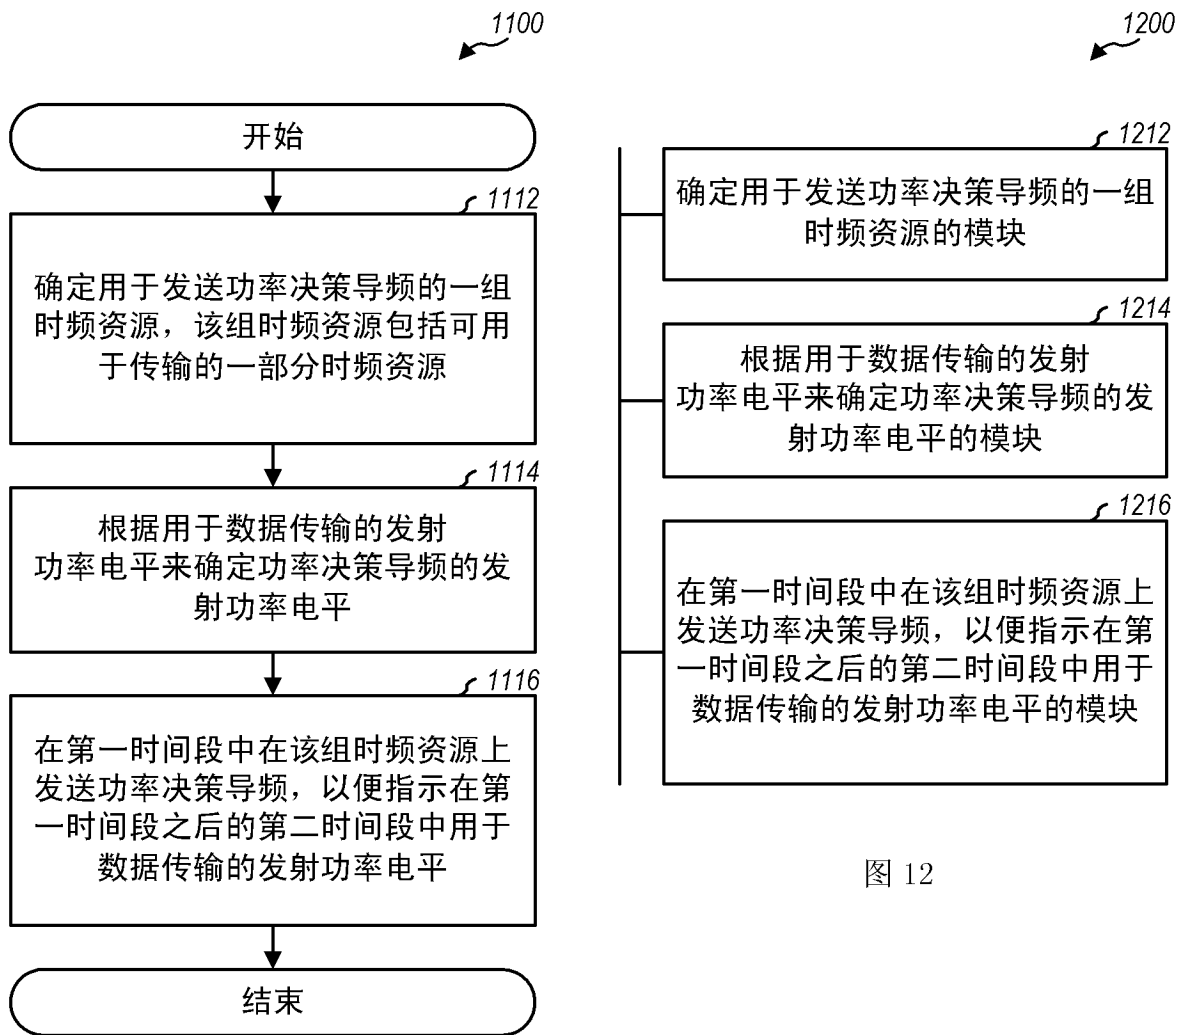 1100
开始
1112
确定用于发送功率决策导频的一组
时频资源，该组时频资源包括可用
于传输的一部分时频资源
1114
根据用于数据传输的发射
功率电平来确定功率决策导频的发
射功率电平
1116
在第一时间段中在该组时频资源上
发送功率决策导频，以便指示在第
一时间段之后的第二时间段中用于
数据传输的发射功率电平
结束
1200
1212
确定用于发送功率决策导频的一组
时频资源的模块
1214
根据用于数据传输的发射
功率电平来确定功率决策导频的发
射功率电平的模块
1216
在第一时间段中在该组时频资源上
发送功率决策导频，以便指示在第
一时间段之后的第二时间段中用于
数据传输的发射功率电平的模块
图 12